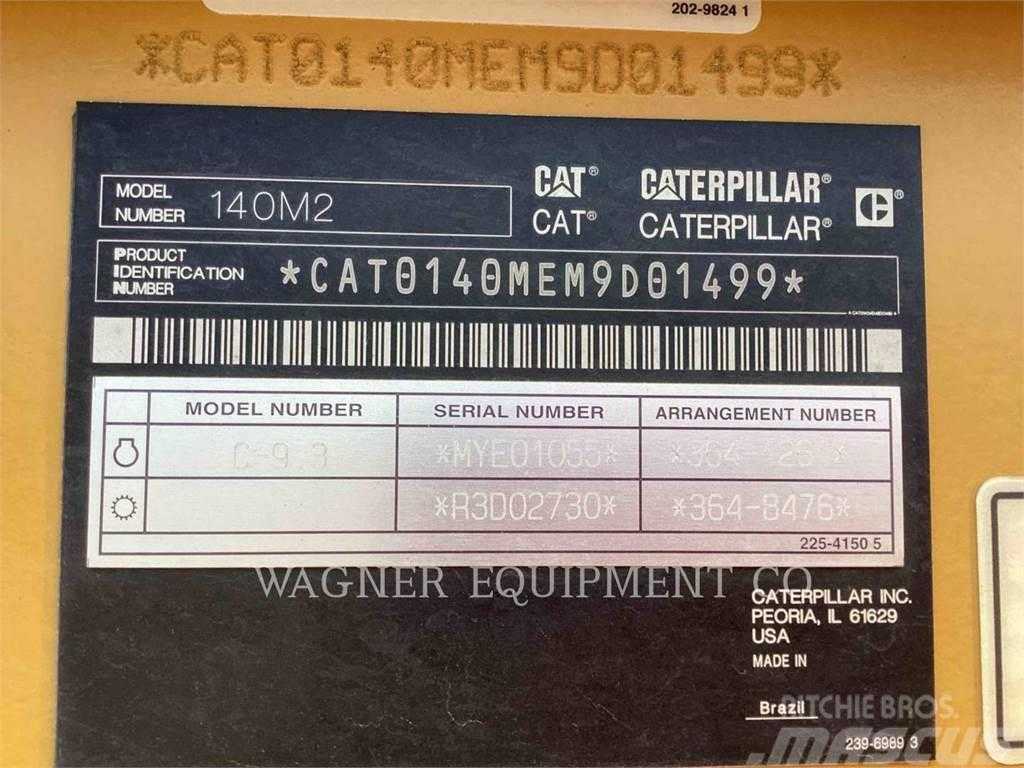 202-9824 1
*CAT0140MEM9D01499*
MODEL NUMBER 140M2
CAT® CATERPILLAR®
CAT® CATERPILLAR®
PRODUCT IDENTIFICATION NUMBER *CAT0140MEM9D01499*
MODEL NUMBER SERIAL NUMBER ARRANGEMENT NUMBER
C-9.3 *MYE01055*
*R3D02730* *364-8476*
225-4150 5
WAGNER EQUIPMENT CO
CATERPILLAR INC.
PEORIA, IL 61629
USA
MADE IN
Brazil
RITCHIE BROS.
MASCUS
239-6989 3